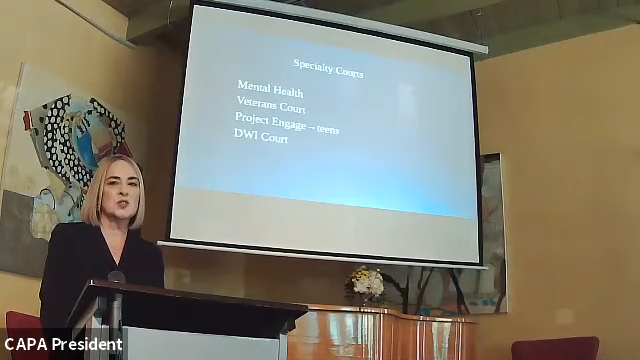 Specialty Courts
Mental Health
Veterans Court
Project Engage – teens
DWI Court
CAPA President